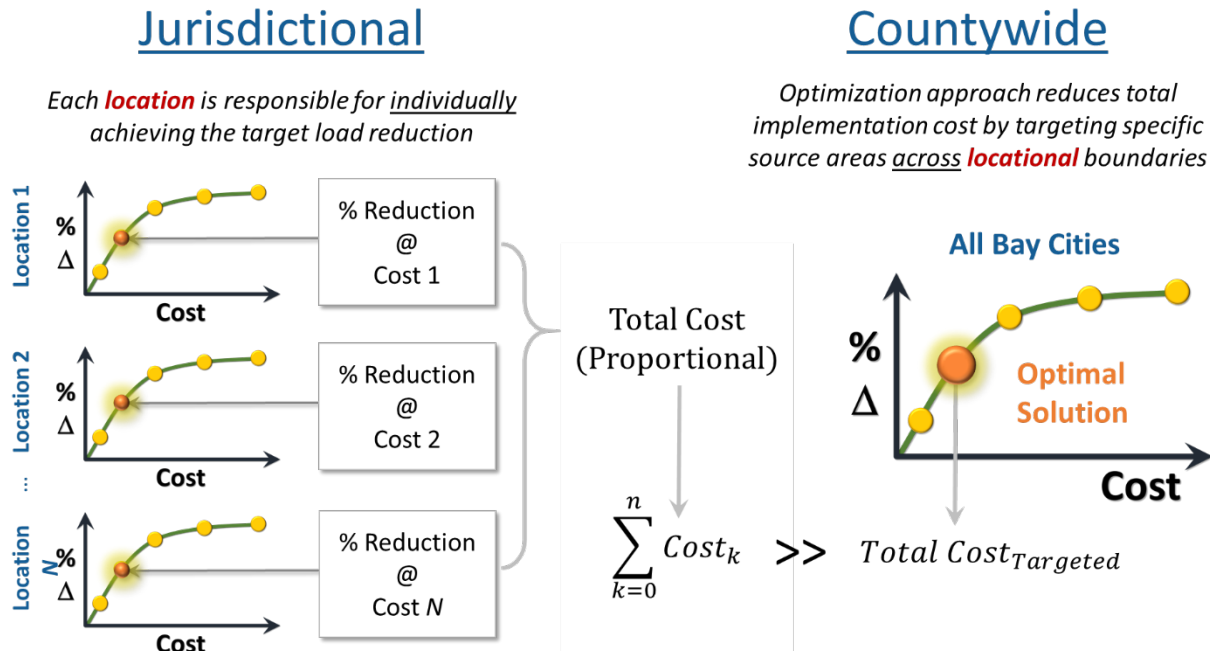 Jurisdictional
Each location is responsible for individually
achieving the target load reduction
Location 1
%
Δ
Cost
% Reduction
@
Cost 1
Location 2
%
Δ
Cost
% Reduction
@
Cost 2
...
Location
N
%
Δ
Cost
% Reduction
@
Cost N
Total Cost
(Proportional)
n
∑ Cost_k
k=0
>>
Countywide
Optimization approach reduces total
implementation cost by targeting specific
source areas across locational boundaries
All Bay Cities
%
Δ
Optimal
Solution
Cost
Total Cost_Targeted